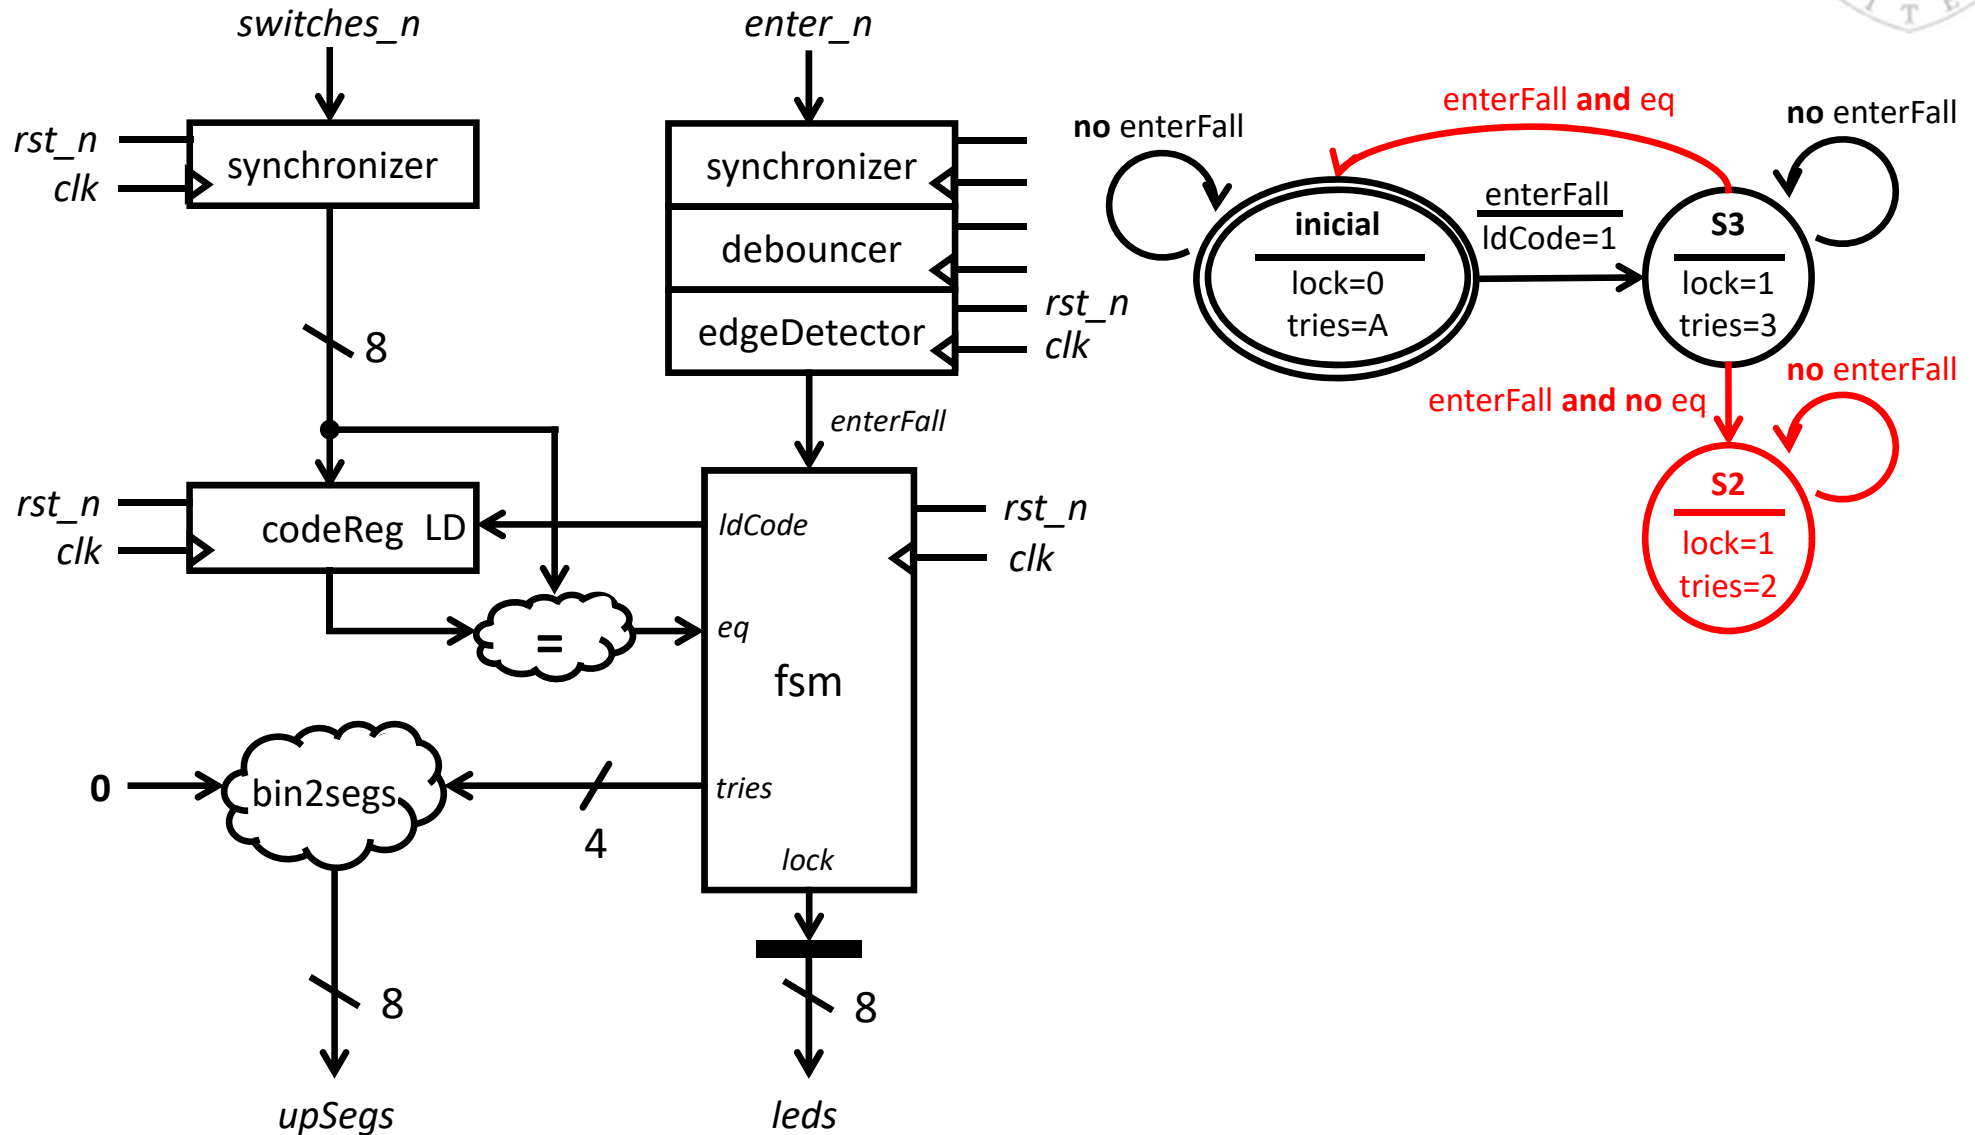 switches_n
enter_n
rst_n
clk
synchronizer
synchronizer
debouncer
edgeDetector
rst_n
clk
8
enterFall
rst_n
clk
codeReg LD
ldCode
rst_n
clk
=
eq
fsm
0
bin2segs
tries
4
lock
8
8
upSegs
leds
enterFall and eq
no enterFall
no enterFall
inicial
lock=0
tries=A
enterFall
ldCode=1
S3
lock=1
tries=3
enterFall and no eq
no enterFall
S2
lock=1
tries=2
I T E